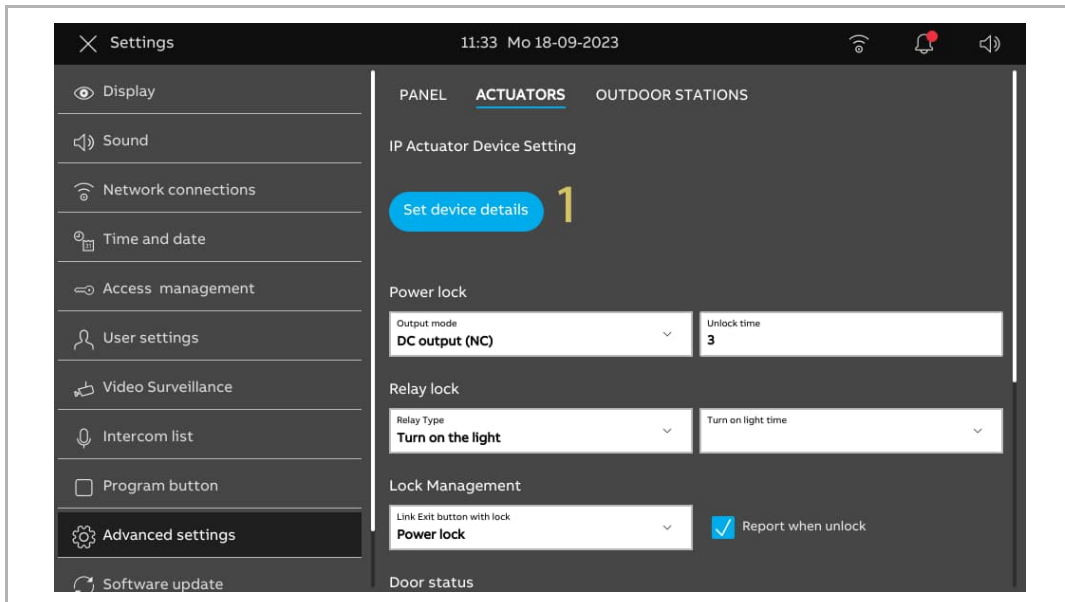 Settings
11:33 Mo 18-09-2023
Display
Sound
Network connections
31
Time and date
Access management
User settings
Video Surveillance
Intercom list
Program button
Advanced settings
Software update
PANEL ACTUATORS OUTDOOR STATIONS
IP Actuator Device Setting
Set device details 1
Power lock
Output mode
DC output (NC)
Unlock time
3
Relay lock
Relay Type
Turn on the light
Turn on light time
Lock Management
Link Exit button with lock
Power lock
Report when unlock
Door status